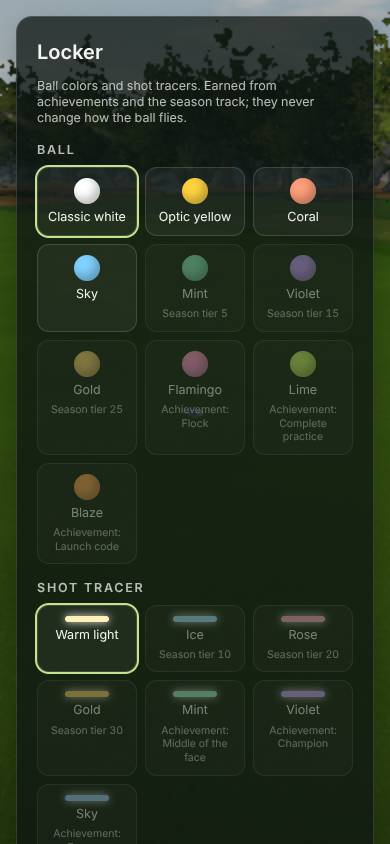 Locker
Ball colors and shot tracers. Earned from
achievements and the season track; they never
change how the ball flies.
BALL
Classic white
Optic yellow
Coral
Sky
Mint
Season tier 5
Violet
Season tier 15
Gold
Season tier 25
Flamingo
Achievement:
Flock
Lime
Achievement:
Complete
practice
Blaze
Achievement:
Launch code
SHOT TRACER
Warm light
Ice
Season tier 10
Rose
Season tier 20
Gold
Season tier 30
Mint
Achievement:
Middle of the
face
Violet
Achievement:
Champion
Sky
Achievement: